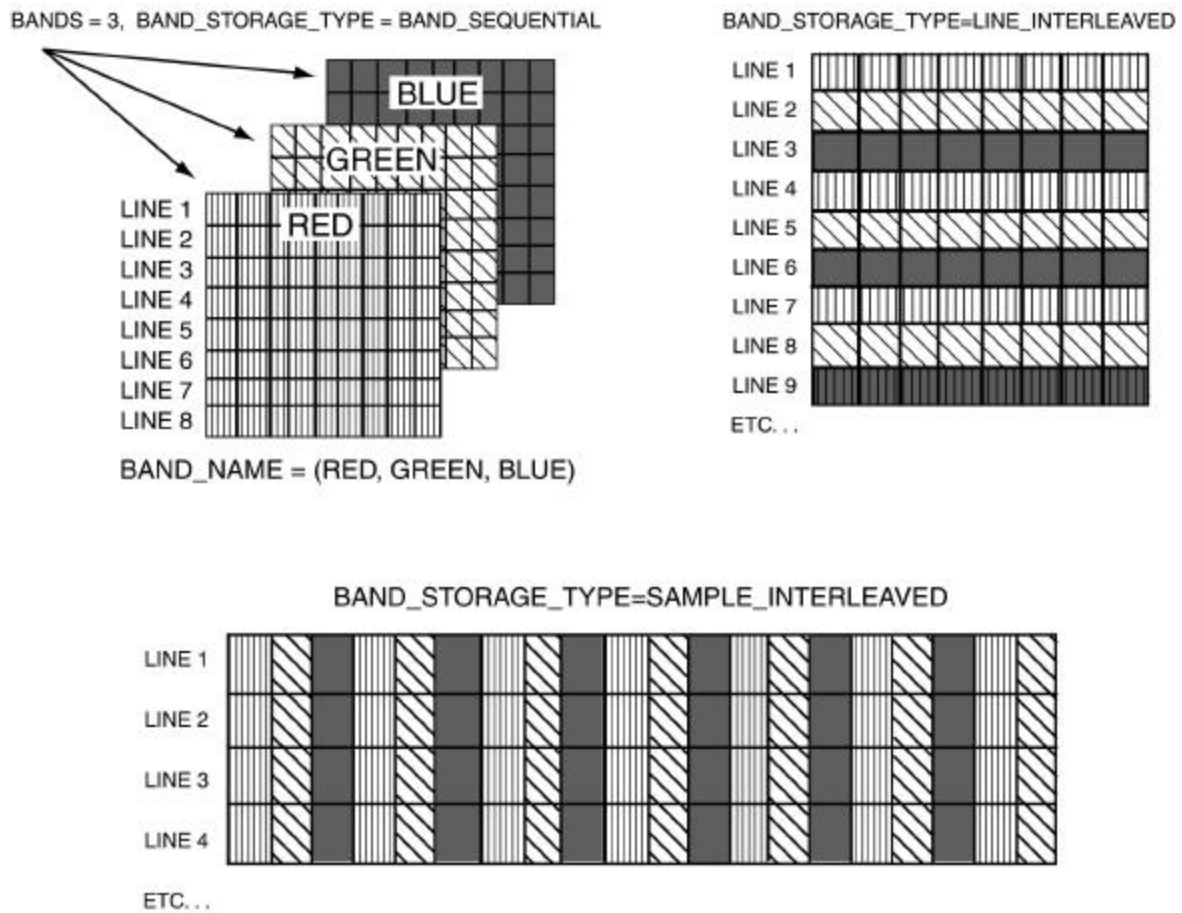 BANDS = 3, BAND_STORAGE_TYPE = BAND_SEQUENTIAL
BLUE
GREEN
RED
LINE 1
LINE 2
LINE 3
LINE 4
LINE 5
LINE 6
LINE 7
LINE 8
BAND_NAME = (RED, GREEN, BLUE)
BAND_STORAGE_TYPE=LINE_INTERLEAVED
LINE 1
LINE 2
LINE 3
LINE 4
LINE 5
LINE 6
LINE 7
LINE 8
LINE 9
ETC. . .
BAND_STORAGE_TYPE=SAMPLE_INTERLEAVED
LINE 1
LINE 2
LINE 3
LINE 4
ETC. . .